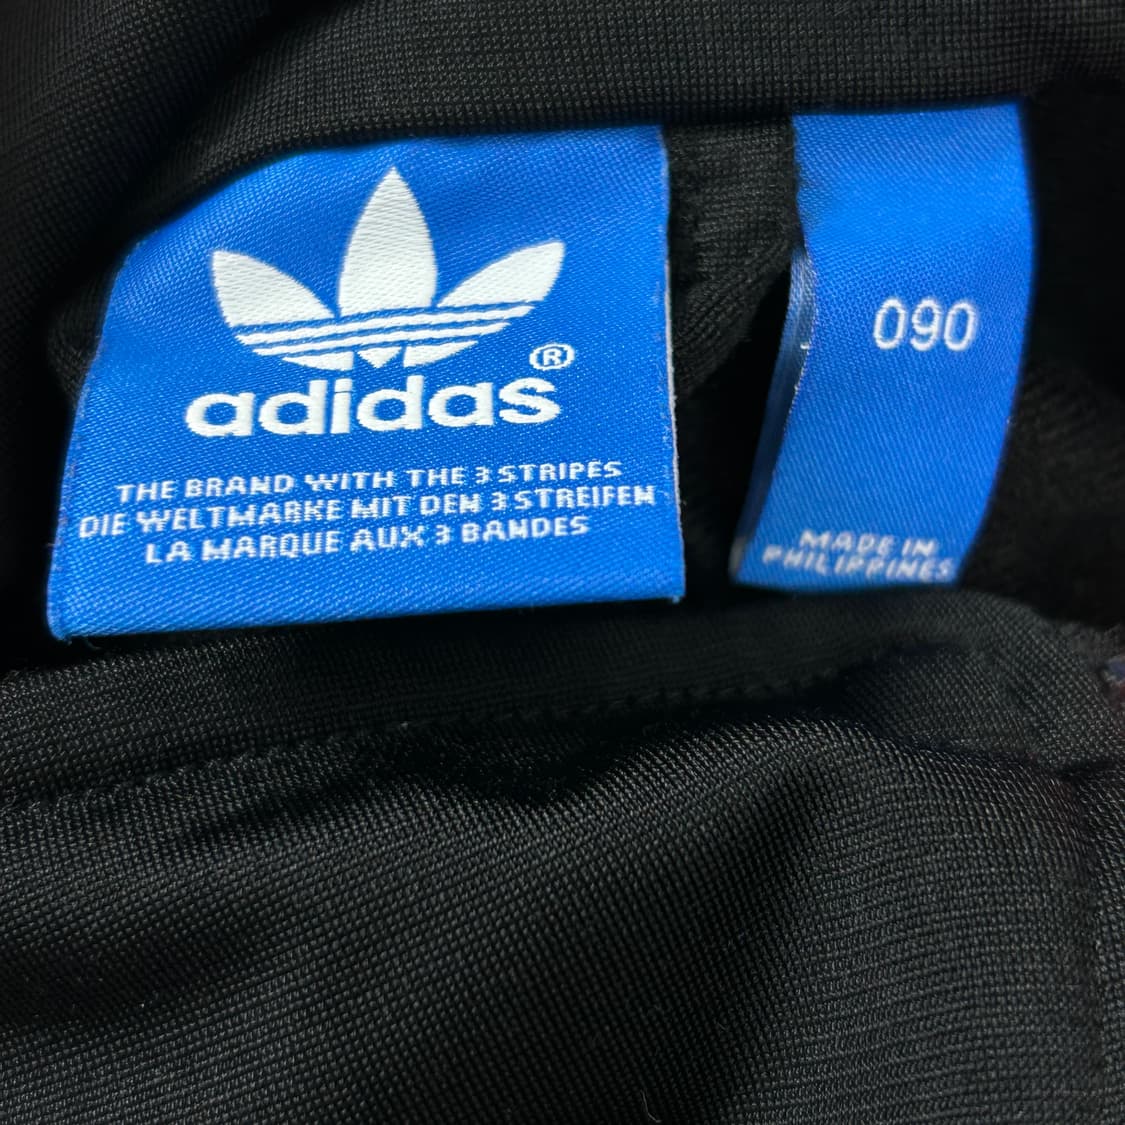 adidas®
THE BRAND WITH THE 3 STRIPES
DIE WELTMARKE MIT DEN 3 STREIFEN
LA MARQUE AUX 3 BANDES
090
MADE IN
PHILIPPINES